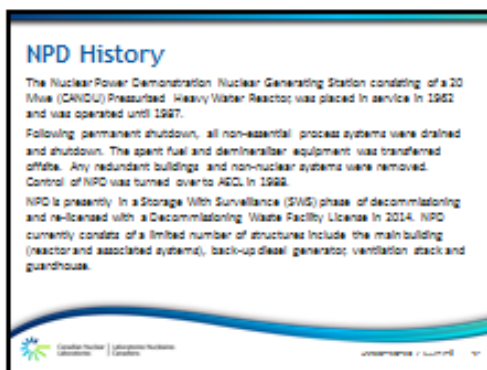 NPD History
The Nuclear Power Demonstration Nuclear Generating Station consisting of a 20
Mwe (CANDU) Pressurised Heavy Water Reactor, was placed in service in 1962
and was operated until 1987.
Following permanent shutdown, all non-essential process systems were drained
and shutdown. The spent fuel and demineraliser equipment was transferred
offsite. Any redundant buildings and non-nuclear systems were removed.
Control of NPD was turned over to AECL in 1988.
NPD is presently in a Storage With Surveillance (SWS) phase of decommissioning
and re-licensed with a Decommissioning Waste Facility License in 2014. NPD
currently consists of a limited number of structures include the main building
(reactor and associated systems), back-up diesel generator, ventilation stack and
guardhouse.
Canadian Nuclear Laboratories
Laboratoires Nucléaires Canadiens